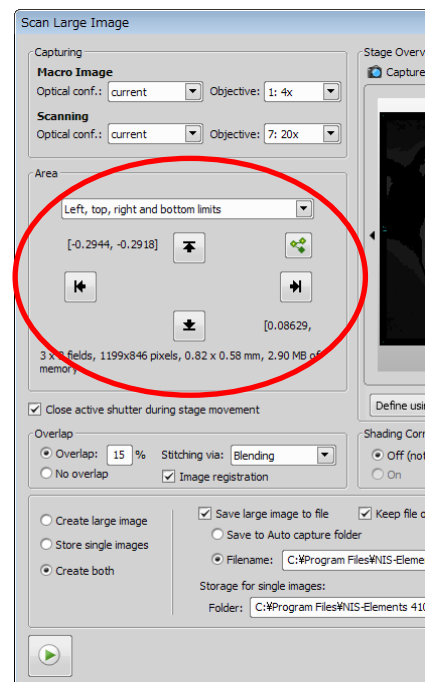 Scan Large Image
Capturing
Macro Image
Optical conf.: current Objective: 1: 4x
Scanning
Optical conf.: current Objective: 7: 20x
Stage Overv
Capture
Area
Left, top, right and bottom limits
[-0.2944, -0.2918]
[0.08629,
3 x fields, 1199x846 pixels, 0.82 x 0.58 mm, 2.90 MB of
memory
Close active shutter during stage movement
Define usi
Overlap
Overlap: 15 % Stitching via: Blending
No overlap Image registration
Shading Corr
Off (not
On
Create large image
Store single images
Create both
Save large image to file Keep file o
Save to Auto capture folder
Filename: C:¥Program Files¥NIS-Eleme
Storage for single images:
Folder: C:¥Program Files¥NIS-Elements 410